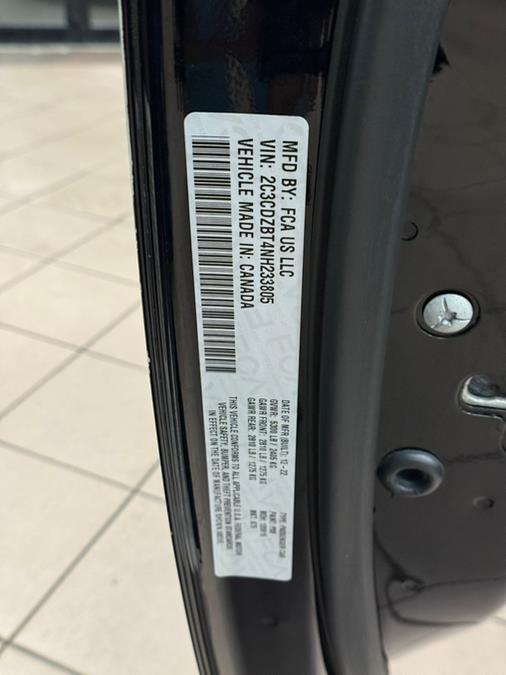 MFD BY: FCA US LLC
VIN: 2C3CDZBT4NH233805
VEHICLE MADE IN: CANADA
DATE OF MFR (BUILT): 12-22
GVWR: 5300 LB / 2405 KG
GAWR FRONT: 2810 LB / 1275 KG
GAWR REAR: 2810 LB / 1275 KG
TYPE: PASSENGER CAR
THIS VEHICLE CONFORMS TO ALL APPLICABLE U.S.A. FEDERAL MOTOR
VEHICLE SAFETY, BUMPER, AND THEFT PREVENTION STANDARDS
IN EFFECT ON THE DATE OF MANUFACTURE SHOWN ABOVE.